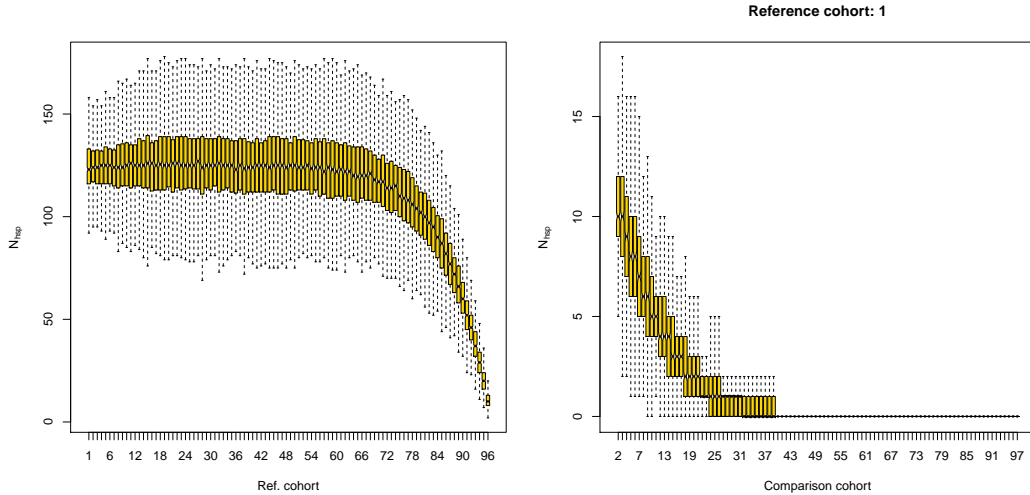 Reference cohort: 1
N_hsp
150
100
50
0
1 6 12 18 24 30 36 42 48 54 60 66 72 78 84 90 96
Ref. cohort
N_hsp
15
10
5
0
2 7 13 19 25 31 37 43 49 55 61 67 73 79 85 91 97
Comparison cohort